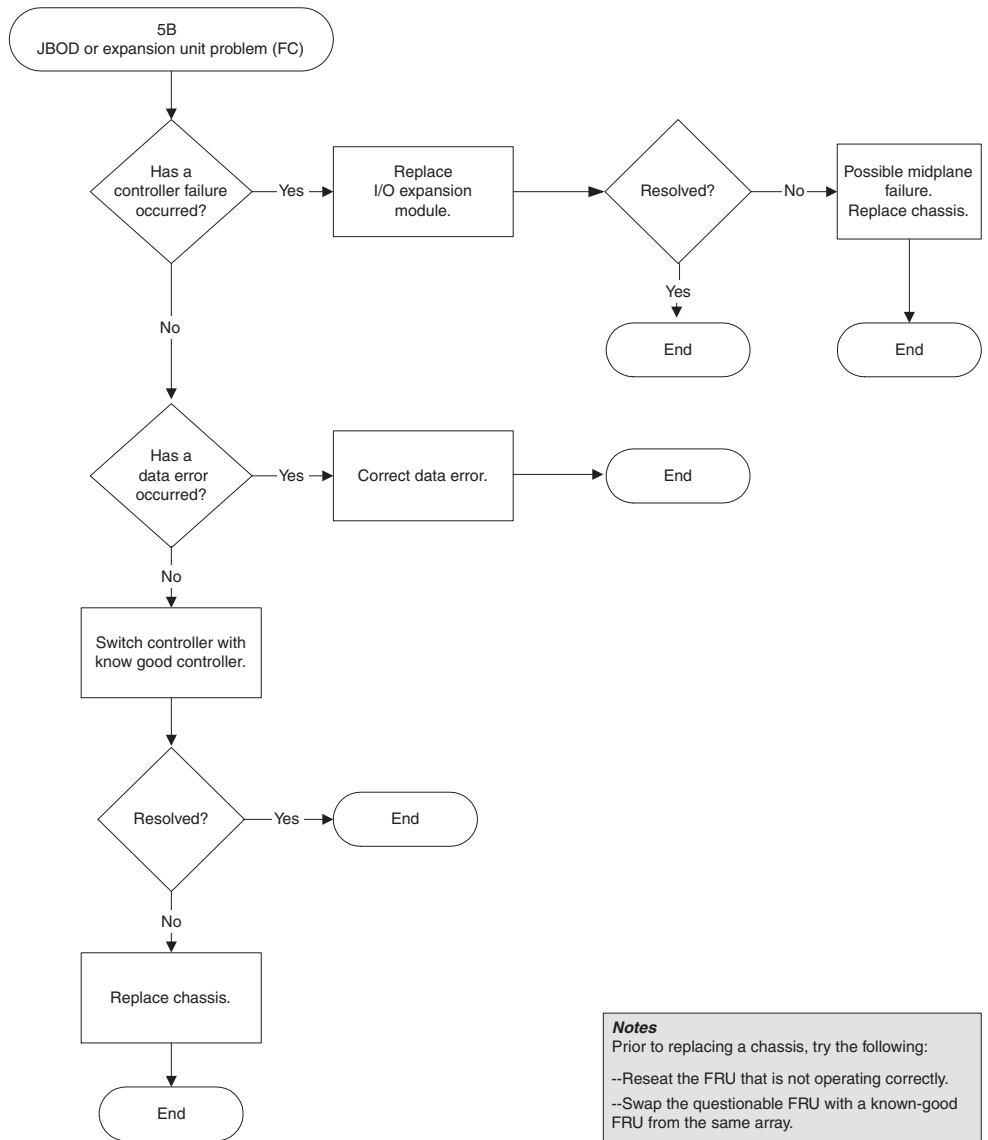 5B
JBOD or expansion unit problem (FC)
Has a
controller failure
occurred?
Yes
Replace
I/O expansion
module.
Resolved?
No
Possible midplane
failure.
Replace chassis.
Yes
End
End
No
Has a
data error
occurred?
Yes
Correct data error.
End
No
Switch controller with
know good controller.
Resolved?
Yes
End
No
Replace chassis.
End
Notes
Prior to replacing a chassis, try the following:
--Reseat the FRU that is not operating correctly.
--Swap the questionable FRU with a known-good
FRU from the same array.